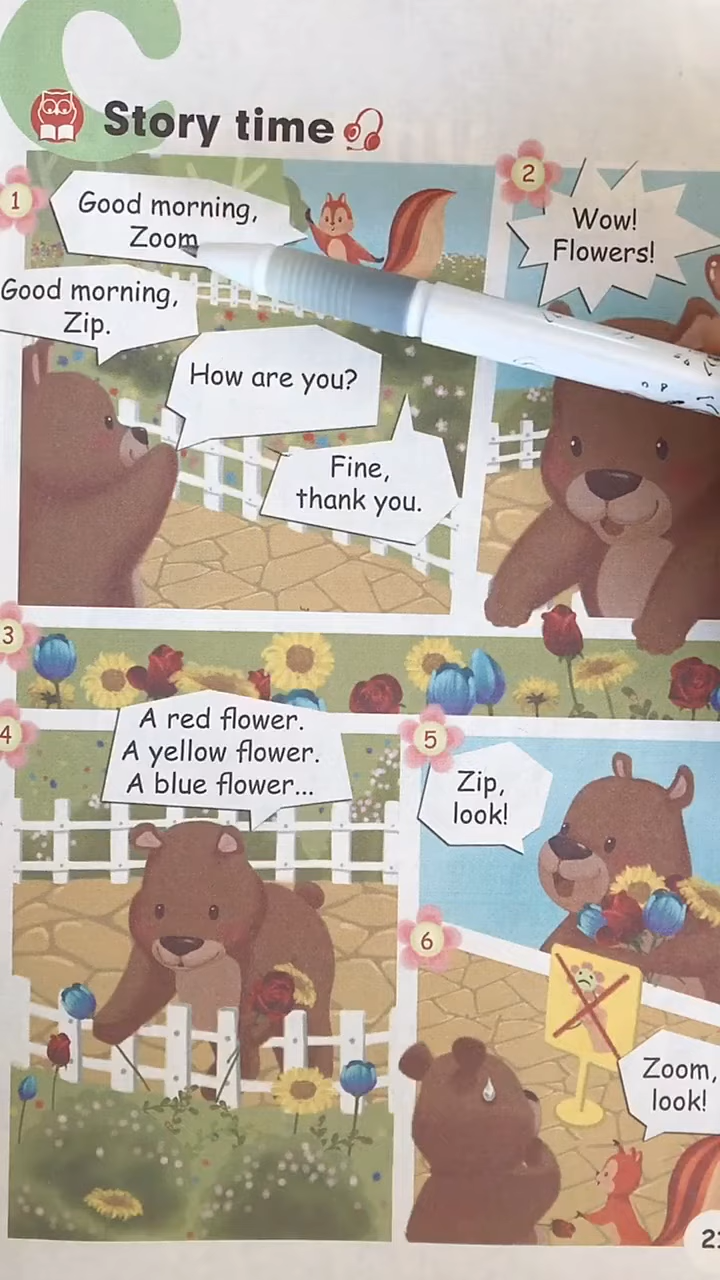 C
Story time
1
Good morning,
Zoom
Good morning,
Zip.
How are you?
Fine,
thank you.
2
Wow!
Flowers!
3
4
A red flower.
A yellow flower.
A blue flower...
5
Zip,
look!
6
Zoom,
look!